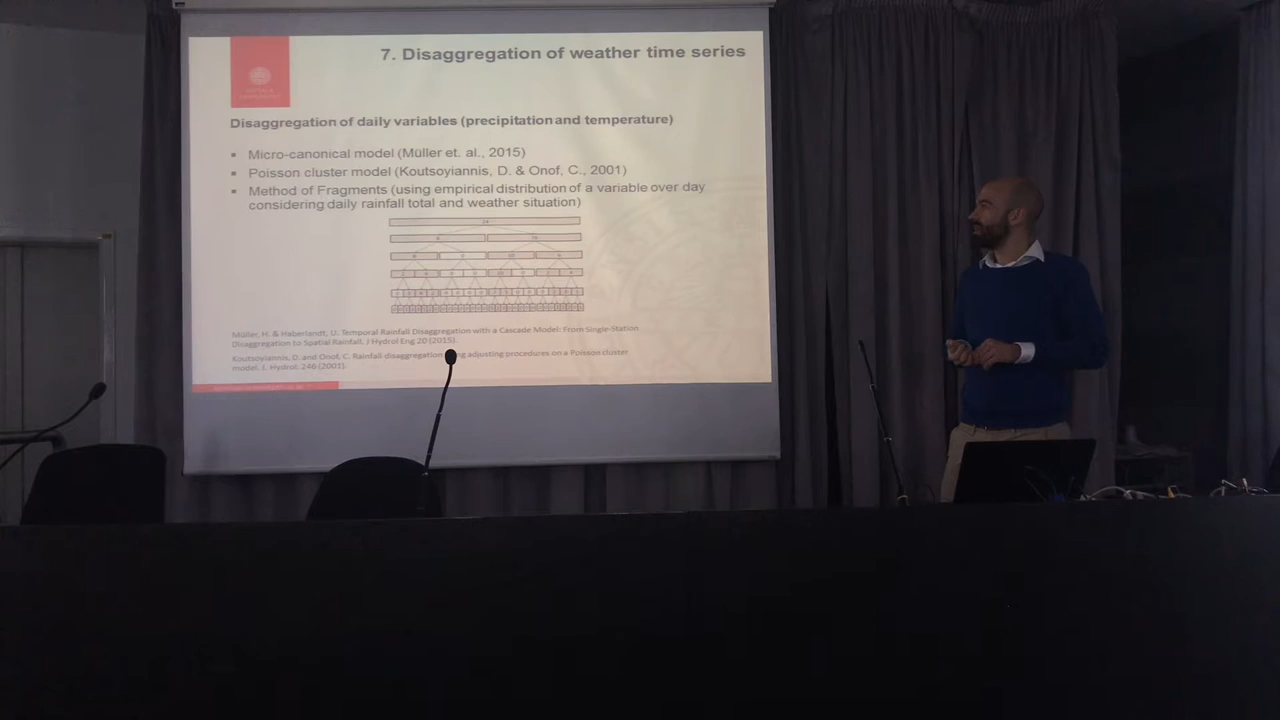 7. Disaggregation of weather time series
Disaggregation of daily variables (precipitation and temperature)
▪ Micro-canonical model (Müller et. al., 2015)
▪ Poisson cluster model (Koutsoyiannis, D. & Onof, C., 2001)
▪ Method of Fragments (using empirical distribution of a variable over day
considering daily rainfall total and weather situation)
Müller, H. & Haberlandt, U. Temporal Rainfall Disaggregation with a Cascade Model: From Single-Station
Disaggregation to Spatial Rainfall. J Hydrol Eng 20 (2015).
Koutsoyiannis, D. and Onof, C. Rainfall disaggregation adjusting procedures on a Poisson cluster
model. J. Hydrol. 246 (2001).